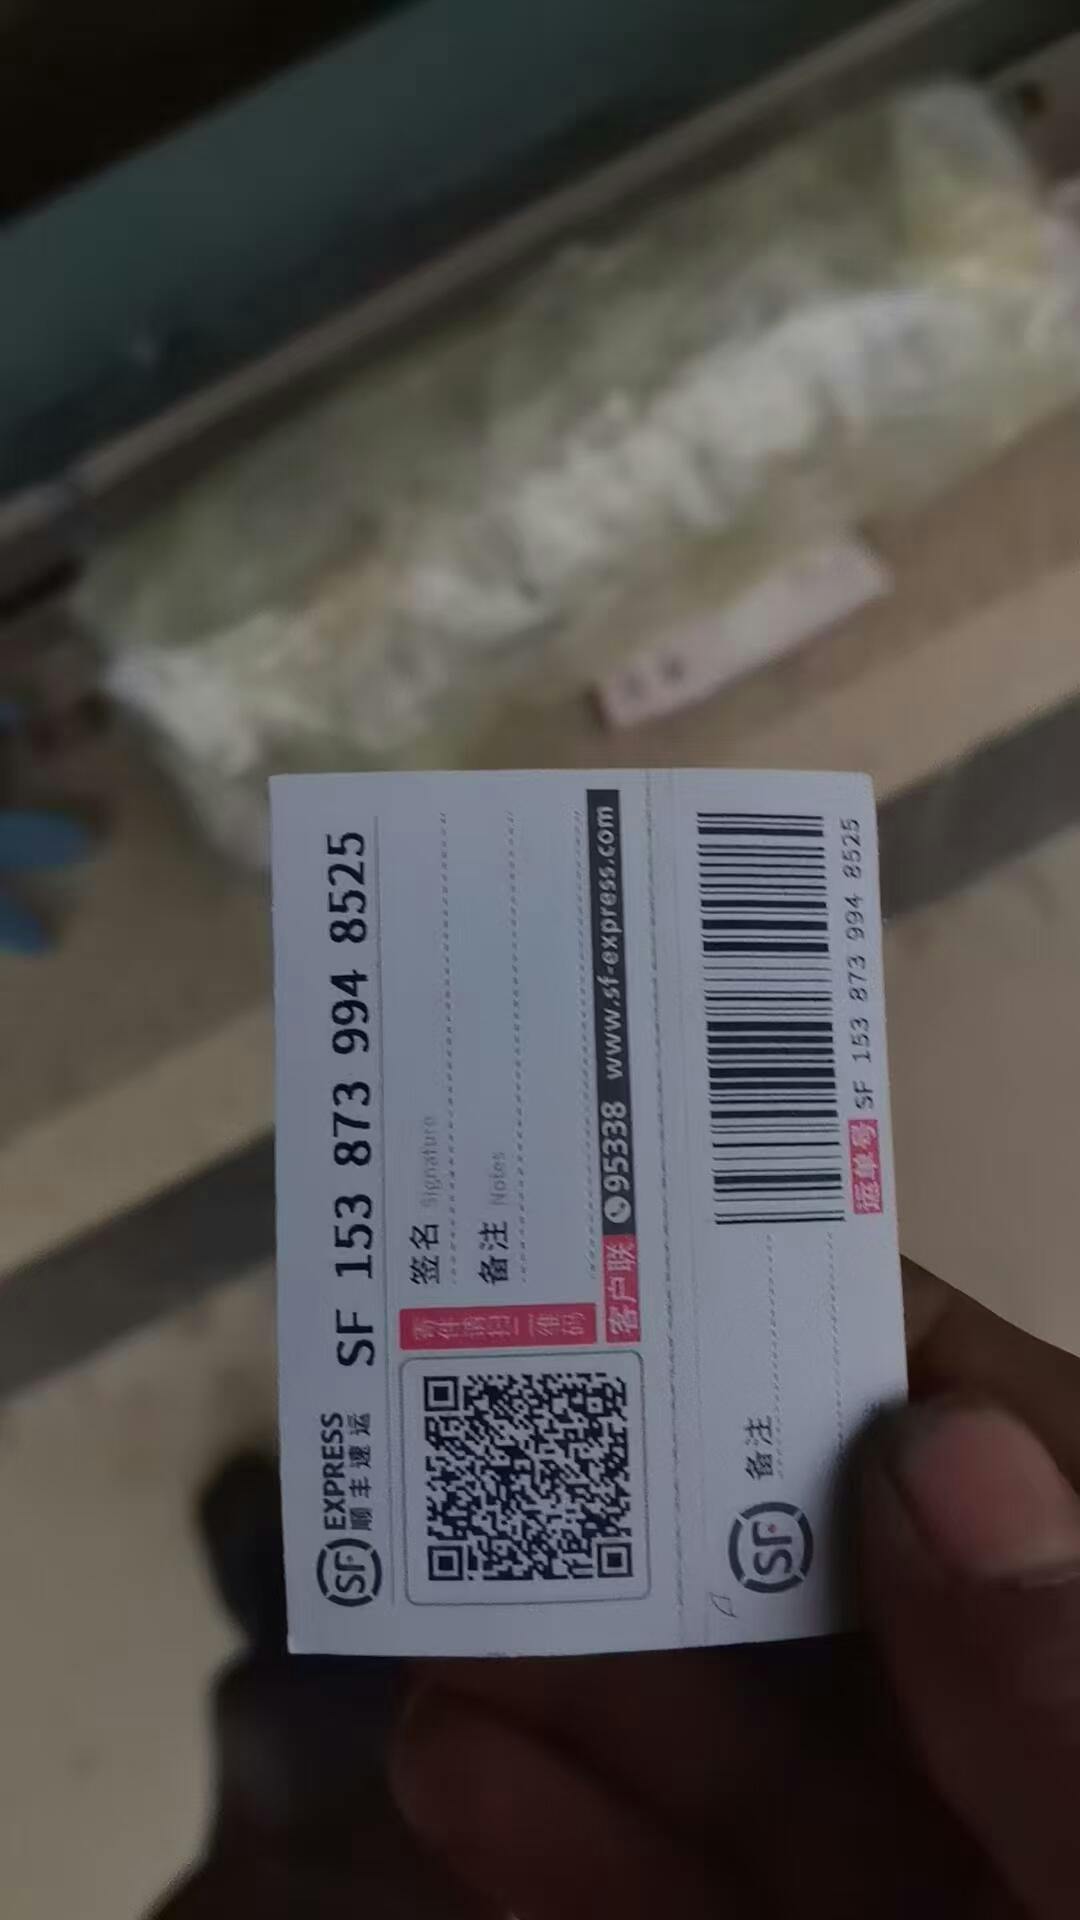 SF EXPRESS
顺丰速运
SF 153 873 994 8525
签名 Signature
备注 Notes
寄件请扫二维码
客户联 95338 www.sf-express.com
SF
备注
运单号 SF 153 873 994 8525